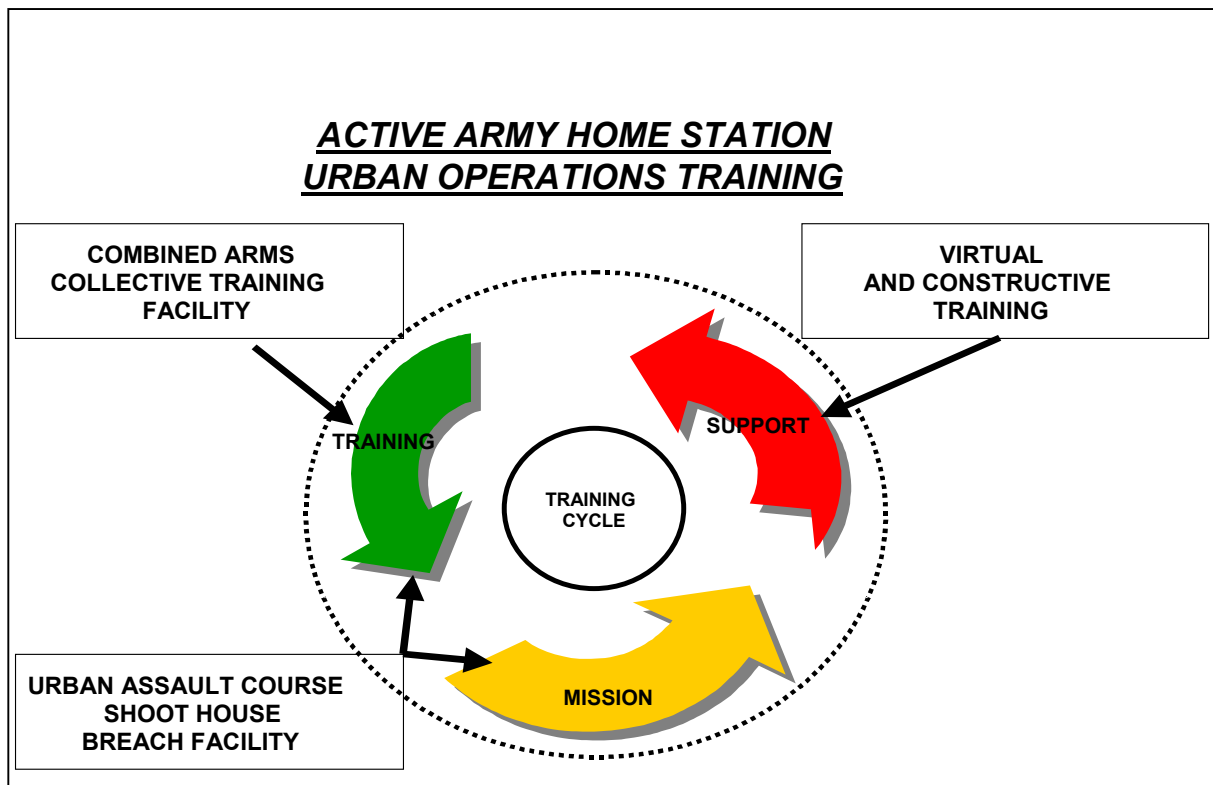 ACTIVE ARMY HOME STATION
URBAN OPERATIONS TRAINING
COMBINED ARMS
COLLECTIVE TRAINING
FACILITY
VIRTUAL
AND CONSTRUCTIVE
TRAINING
TRAINING
SUPPORT
TRAINING
CYCLE
MISSION
URBAN ASSAULT COURSE
SHOOT HOUSE
BREACH FACILITY